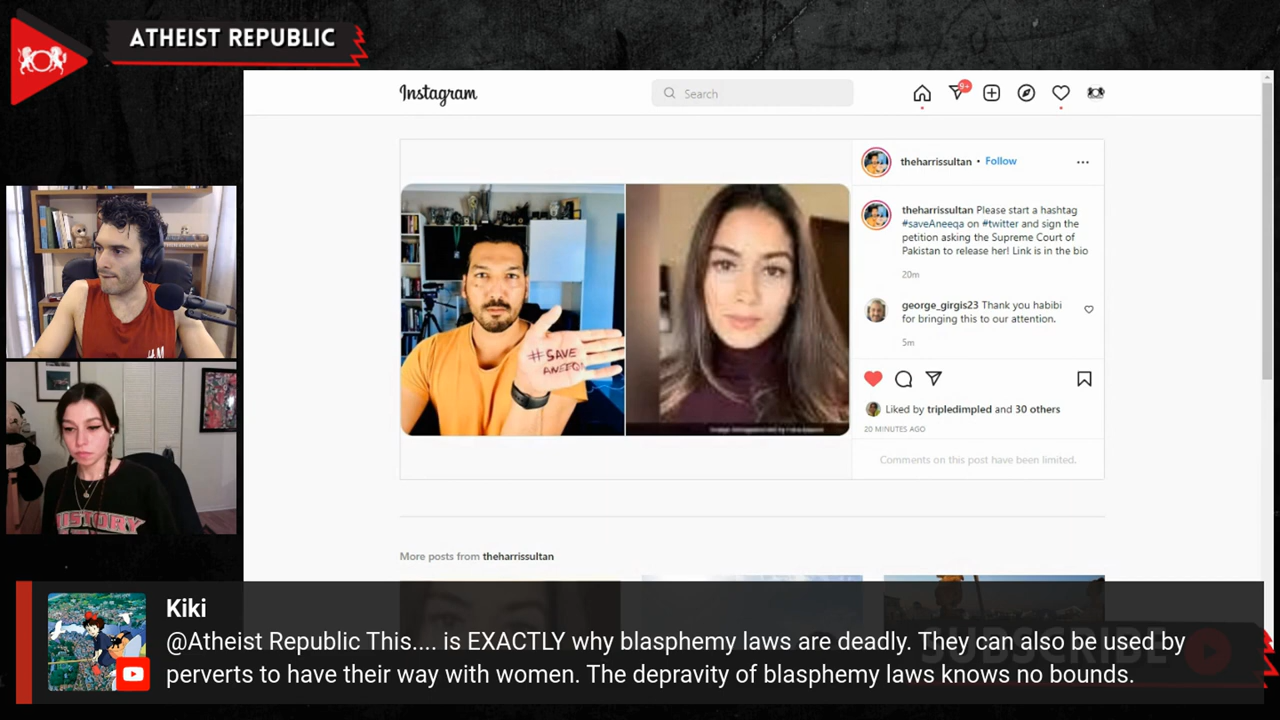 ATHEIST REPUBLIC
Instagram
Search
9+
theharrissultan • Follow
theharrissultan Please start a hashtag
#saveAneeqa on #twitter and sign the
petition asking the Supreme Court of
Pakistan to release her! Link is in the bio
20m
george_girgis23 Thank you habibi
for bringing this to our attention.
5m
Liked by tripledimpled and 30 others
20 MINUTES AGO
Comments on this post have been limited.
#SAVE
ANEEQA
HISTORY
More posts from theharrissultan
SUBSCRIBE
Kiki
@Atheist Republic This.... is EXACTLY why blasphemy laws are deadly. They can also be used by
perverts to have their way with women. The depravity of blasphemy laws knows no bounds.